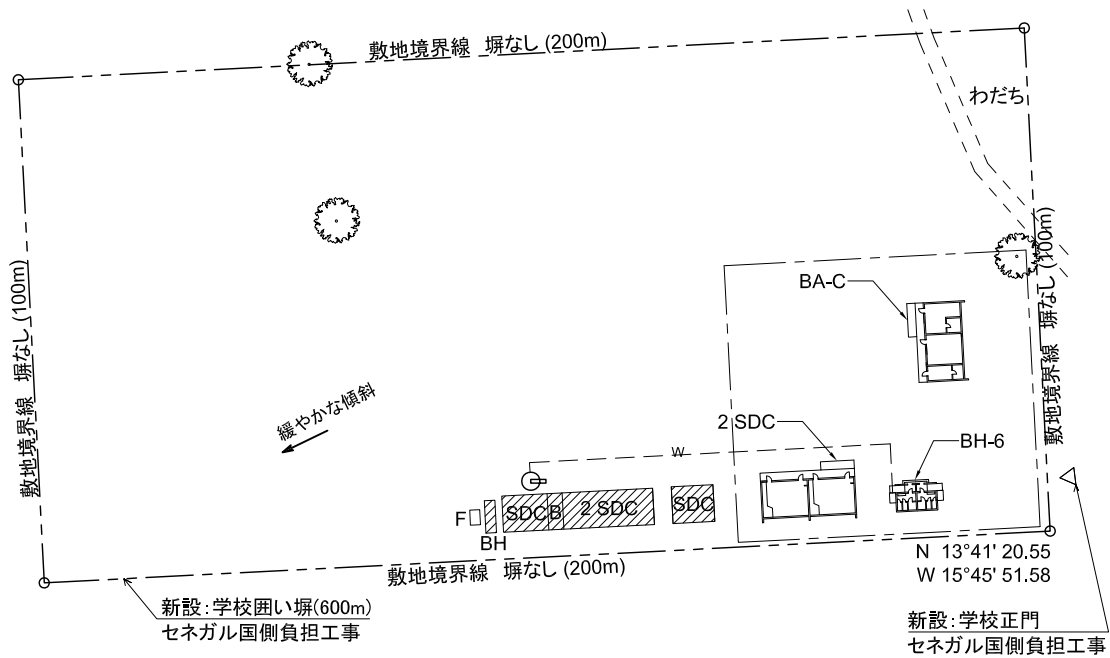 敷地境界線 塀なし (200m)
わだち
敷地境界線 塀なし (100m)
敷地境界線 塀なし (100m)
BA-C
緩やかな傾斜
2 SDC
W
BH-6
F
BH
SDC
B
2 SDC
SDC
敷地境界線 塀なし (200m)
N 13°41' 20.55
W 15°45' 51.58
新設:学校囲い塀(600m)
セネガル国側負担工事
新設:学校正門
セネガル国側負担工事